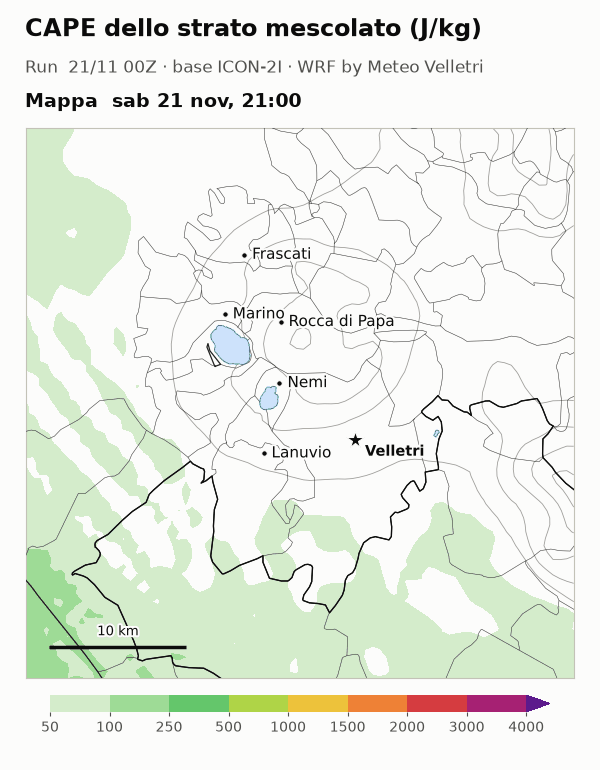 CAPE dello strato mescolato (J/kg)
Run  21/11 00Z · base ICON-2I · WRF by Meteo Velletri
Mappa  sab 21 nov, 21:00
Frascati
Marino
Rocca di Papa
Nemi
Velletri
Lanuvio
10 km
50 100 250 500 1000 1500 2000 3000 4000